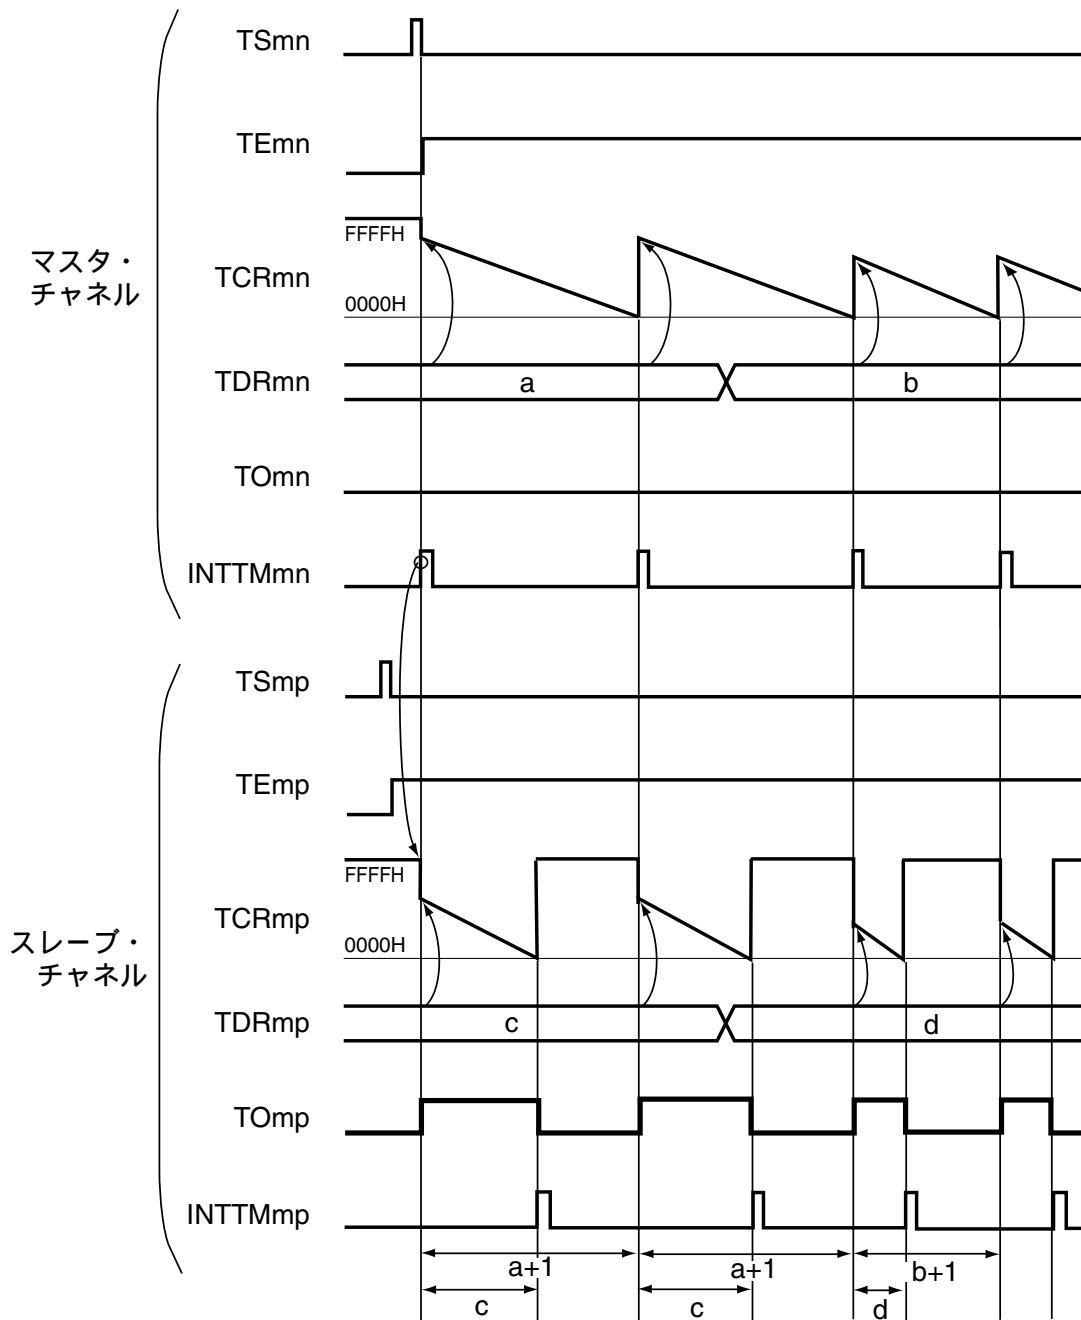 TSmn
TEmn
マスタ・
チャネル
FFFFH
TCRmn
0000H
TDRmn
a
b
TOmn
INTTMmn
TSmp
TEmp
スレーブ・
チャネル
FFFFH
TCRmp
0000H
TDRmp
c
d
TOmp
INTTMmp
a+1
a+1
b+1
c
c
d